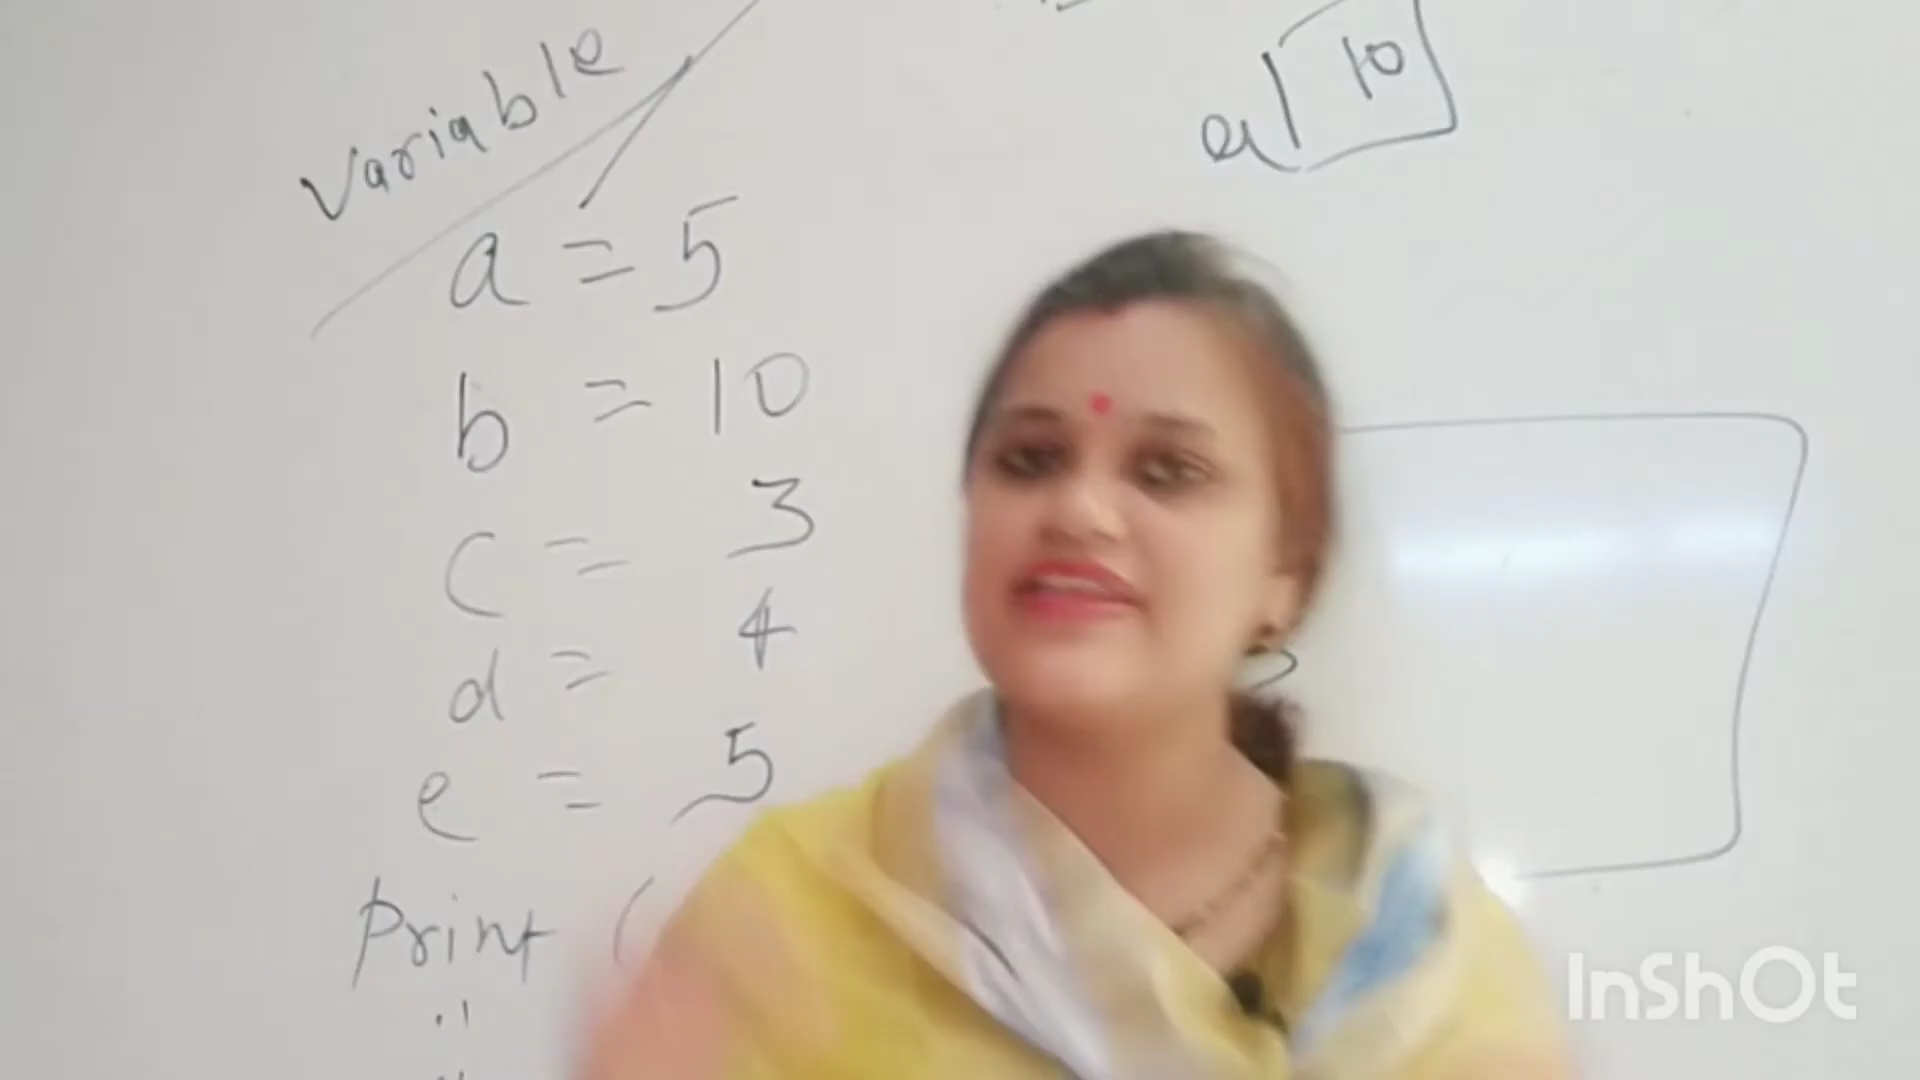 Variable
a 10
a = 5
b = 10
c = 3
d = 4
e = 5
Print (
"
"
InShOt